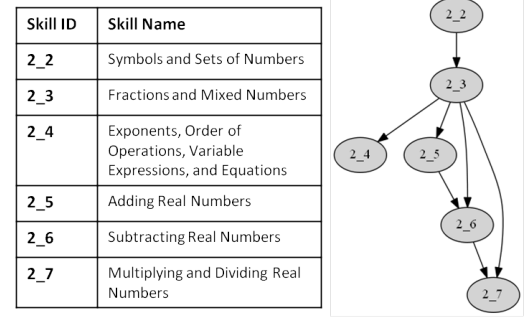 Skill ID Skill Name
2_2 Symbols and Sets of Numbers
2_3 Fractions and Mixed Numbers
2_4 Exponents, Order of
Operations, Variable
Expressions, and Equations
2_5 Adding Real Numbers
2_6 Subtracting Real Numbers
2_7 Multiplying and Dividing Real
Numbers
2_2
2_3
2_4 2_5
2_6
2_7